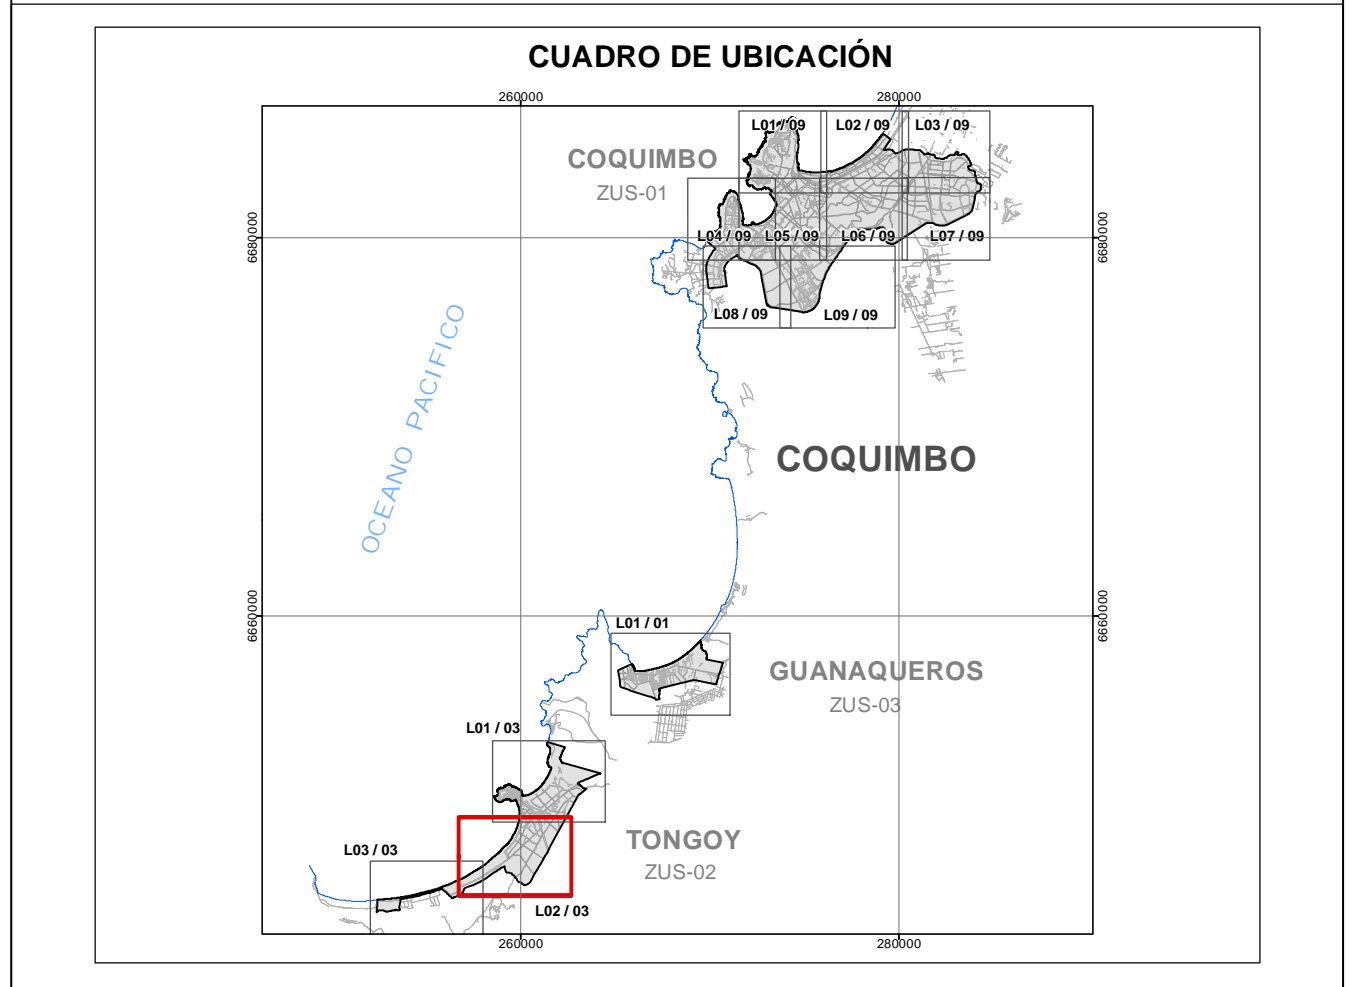 CUADRO DE UBICACIÓN
260000
280000
L01 / 09
L02 / 09
L03 / 09
COQUIMBO
ZUS-01
L04 / 09
L05 / 09
L06 / 09
L07 / 09
6680000
6680000
L08 / 09
L09 / 09
OCEANO PACIFICO
COQUIMBO
6660000
6660000
L01 / 01
GUANAQUEROS
ZUS-03
L01 / 03
TONGOY
ZUS-02
L03 / 03
L02 / 03
260000
280000